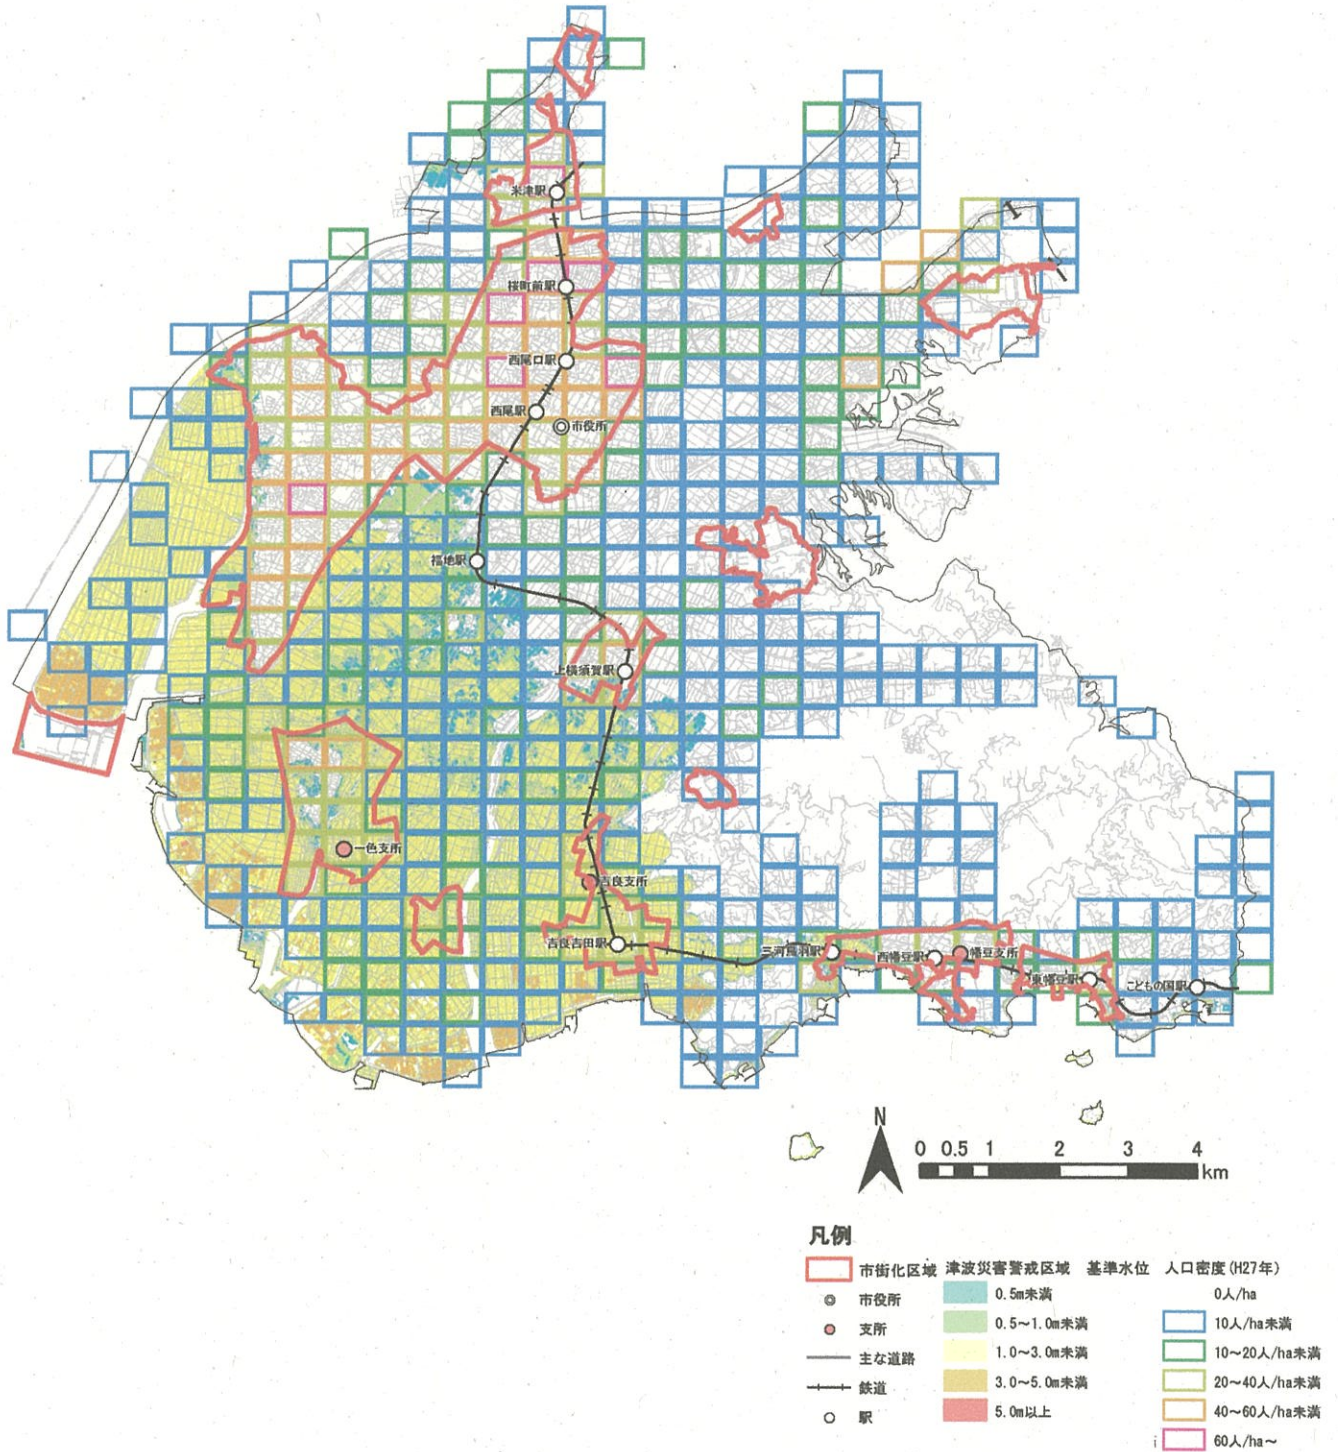 米津駅
桜町前駅
西尾口駅
西尾駅
市役所
福地駅
上横須賀駅
一色支所
吉良支所
吉良吉田駅
三河鳥羽駅
西幡豆駅
幡豆支所
東幡豆駅
こどもの国駅
N
0 0.5 1 2 3 4
km
凡例
市街化区域 津波災害警戒区域 基準水位 人口密度(H27年)
市役所 0.5m未満 0人/ha
支所 0.5～1.0m未満 10人/ha未満
主な道路 1.0～3.0m未満 10～20人/ha未満
鉄道 3.0～5.0m未満 20～40人/ha未満
駅 5.0m以上 40～60人/ha未満
60人/ha～